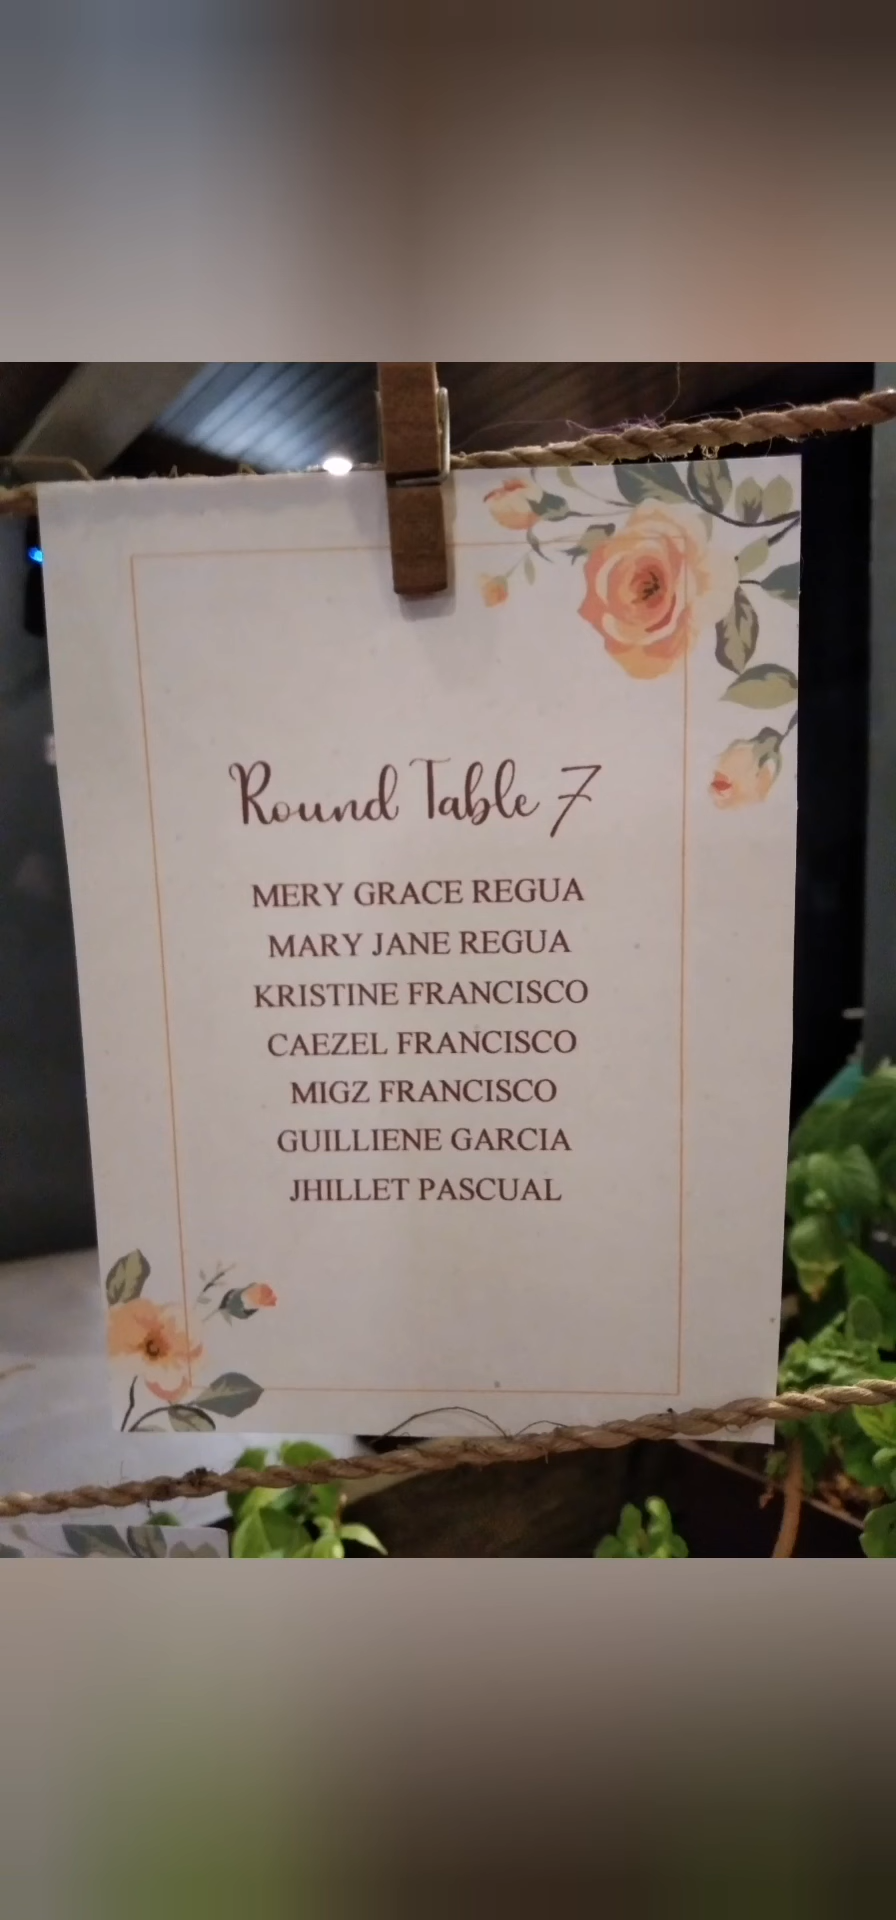 Round Table 7
MERY GRACE REGUA
MARY JANE REGUA
KRISTINE FRANCISCO
CAEZEL FRANCISCO
MIGZ FRANCISCO
GUILLIENE GARCIA
JHILLET PASCUAL